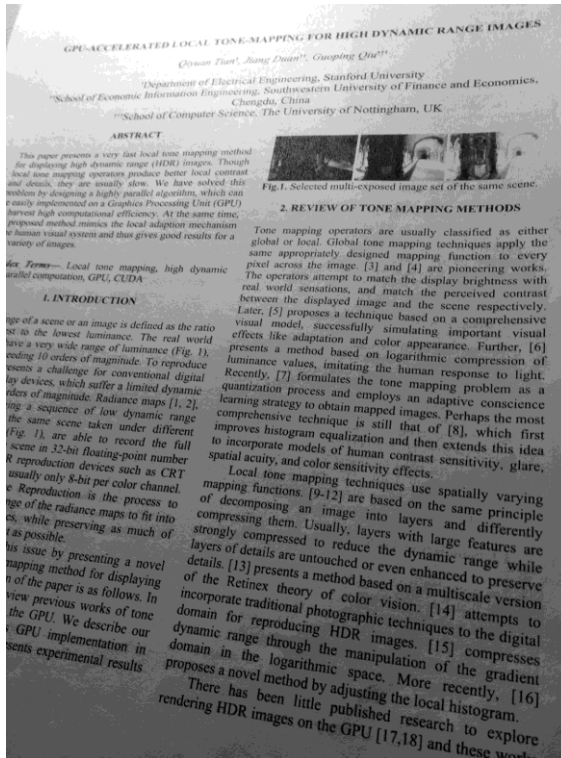 GPU-ACCELERATED LOCAL TONE-MAPPING FOR HIGH DYNAMIC RANGE IMAGES
Qiyuan Tian†, Jiang Duan††, Guoping Qiu†††
†Department of Electrical Engineering, Stanford University
††School of Economic Information Engineering, Southwestern University of Finance and Economics,
Chengdu, China
†††School of Computer Science, The University of Nottingham, UK
ABSTRACT
This paper presents a very fast local tone mapping method
for displaying high dynamic range (HDR) images. Though
local tone mapping operators produce better local contrast
and details, they are usually slow. We have solved this
problem by designing a highly parallel algorithm, which can
easily implemented on a Graphics Processing Unit (GPU)
harvest high computational efficiency. At the same time,
proposed method mimics the local adaption mechanism
human visual system and thus gives good results for a
variety of images.
Terms— Local tone mapping, high dynamic
parallel computation, GPU, CUDA
1. INTRODUCTION
of a scene or an image is defined as the ratio
to the lowest luminance. The real world
have a very wide range of luminance (Fig. 1),
10 orders of magnitude. To reproduce
a challenge for conventional digital
devices, which suffer a limited dynamic
of magnitude. Radiance maps [1, 2],
a sequence of low dynamic range
the same scene taken under different
(Fig. 1), are able to record the full
scene in 32-bit floating-point number
reproduction devices such as CRT
usually only 8-bit per color channel.
Reproduction is the process to
of the radiance maps to fit into
while preserving as much of
as possible.
issue by presenting a novel
mapping method for displaying
of the paper is as follows. In
previous works of tone
the GPU. We describe our
GPU implementation in
experimental results
Fig.1. Selected multi-exposed image set of the same scene.
2. REVIEW OF TONE MAPPING METHODS
Tone mapping operators are usually classified as either
global or local. Global tone mapping techniques apply the
same appropriately designed mapping function to every
pixel across the image. [3] and [4] are pioneering works.
The operators attempt to match the display brightness with
real world sensations, and match the perceived contrast
between the displayed image and the scene respectively.
Later, [5] proposes a technique based on a comprehensive
visual model, successfully simulating important visual
effects like adaption and color appearance. Further, [6]
presents a method based on logarithmic compression of
luminance values, imitating the human response to light.
Recently, [7] formulates the tone mapping problem as a
quantization process and employs an adaptive conscience
learning strategy to obtain mapped images. Perhaps the most
comprehensive technique is still that of [8], which first
improves histogram equalization and then extends this idea
to incorporate models of human contrast sensitivity, glare,
spatial acuity, and color sensitivity effects.
Local tone mapping techniques use spatially varying
mapping functions. [9-12] are based on the same principle
of decomposing an image into layers and differently
compressing them. Usually, layers with large features are
strongly compressed to reduce the dynamic range while
layers of details are untouched or even enhanced to preserve
details. [13] presents a method based on a multiscale version
of the Retinex theory of color vision. [14] attempts to
incorporate traditional photographic techniques to the digital
domain for reproducing HDR images. [15] compresses
dynamic range through the manipulation of the gradient
domain in the logarithmic space. More recently, [16]
proposes a novel method by adjusting the local histogram.
There has been little published research to explore
rendering HDR images on the GPU [17,18] and these